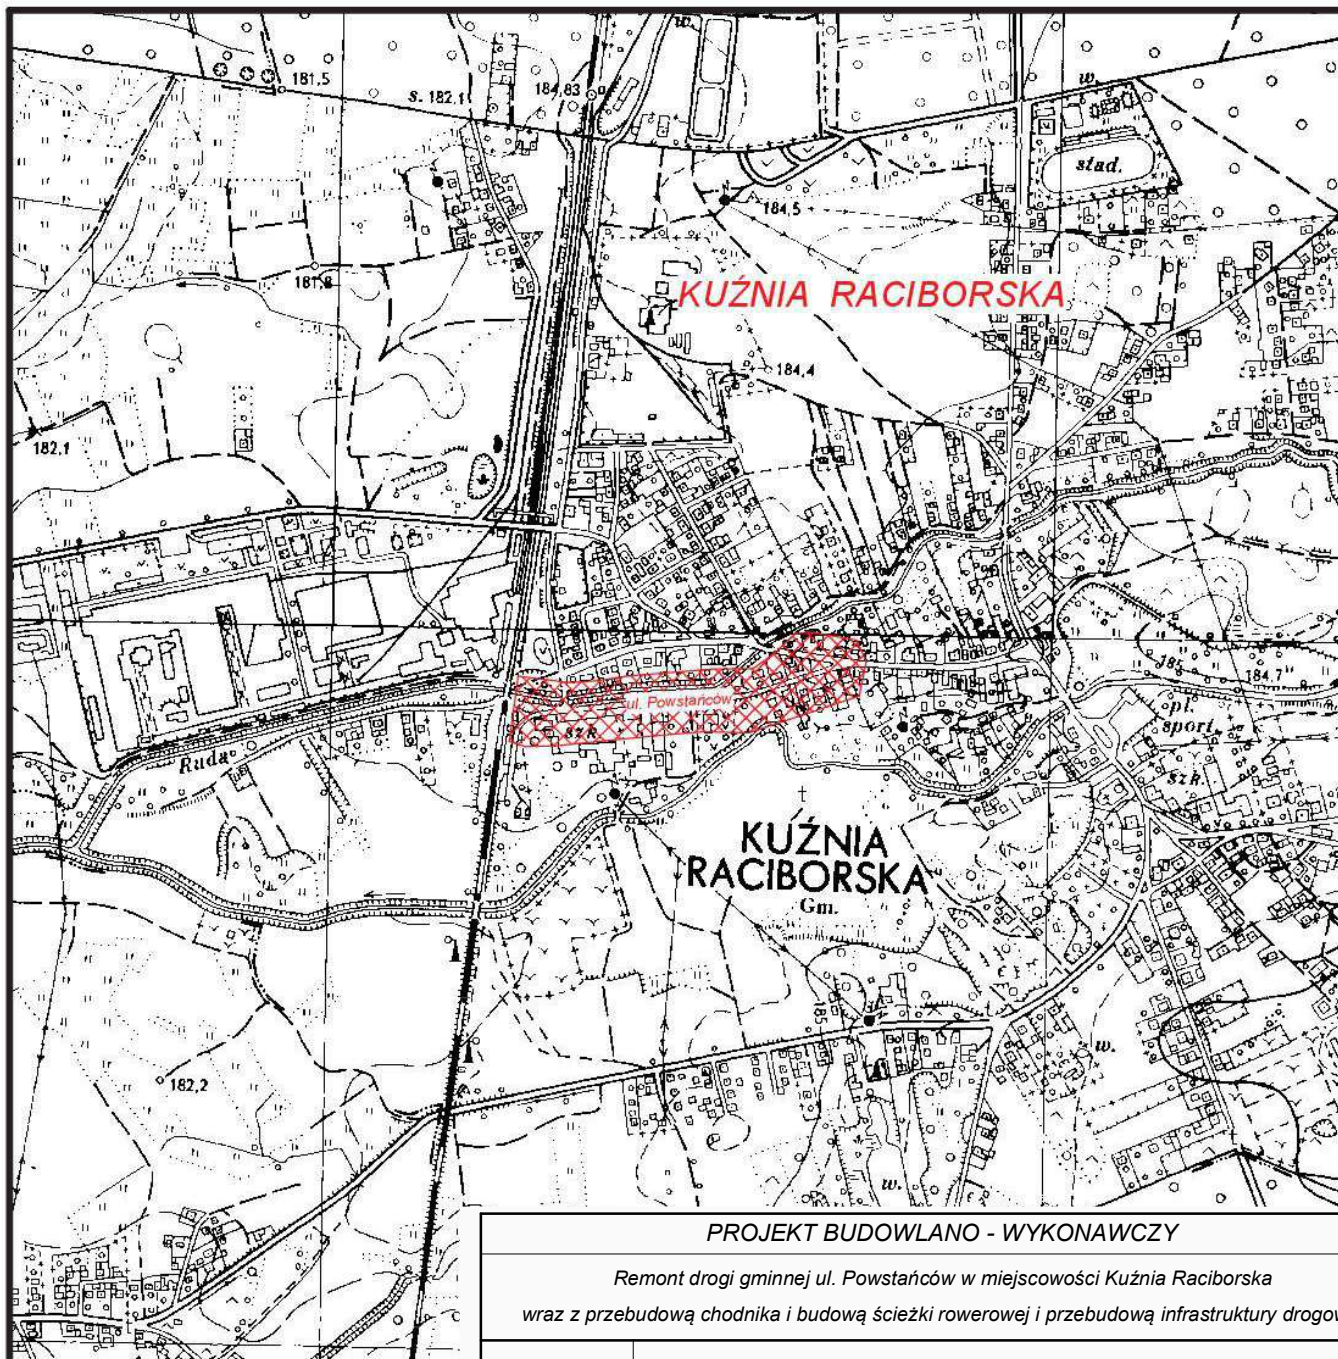 w.
181,5
s. 182,1
184,83
w.
stad.
184,5
181,8
KUŹNIA RACIBORSKA
184,4
182,1
185
184,7
ul. Powstańców
szk.
pl.
sport.
Ruda
szk.
KUŹNIA
RACIBORSKA
Gm.
185
w.
182,2
w.
PROJEKT BUDOWLANO - WYKONAWCZY
Remont drogi gminnej ul. Powstańców w miejscowości Kuźnia Raciborska
wraz z przebudową chodnika i budową ścieżki rowerowej i przebudową infrastruktury drogow